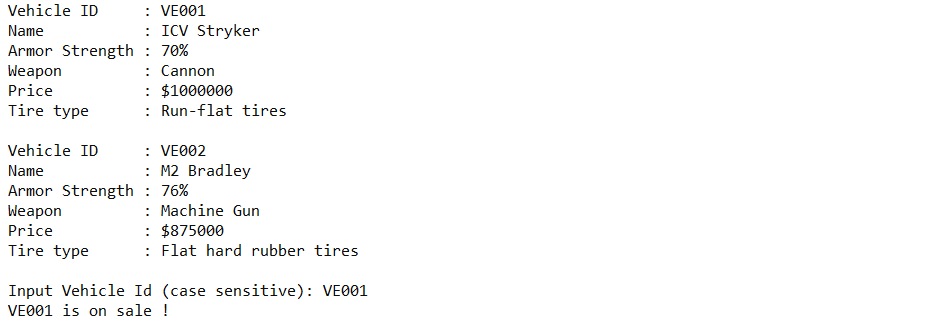 Vehicle ID     : VE001
Name           : ICV Stryker
Armor Strength : 70%
Weapon         : Cannon
Price          : $1000000
Tire type      : Run-flat tires

Vehicle ID     : VE002
Name           : M2 Bradley
Armor Strength : 76%
Weapon         : Machine Gun
Price          : $875000
Tire type      : Flat hard rubber tires

Input Vehicle Id (case sensitive): VE001
VE001 is on sale !